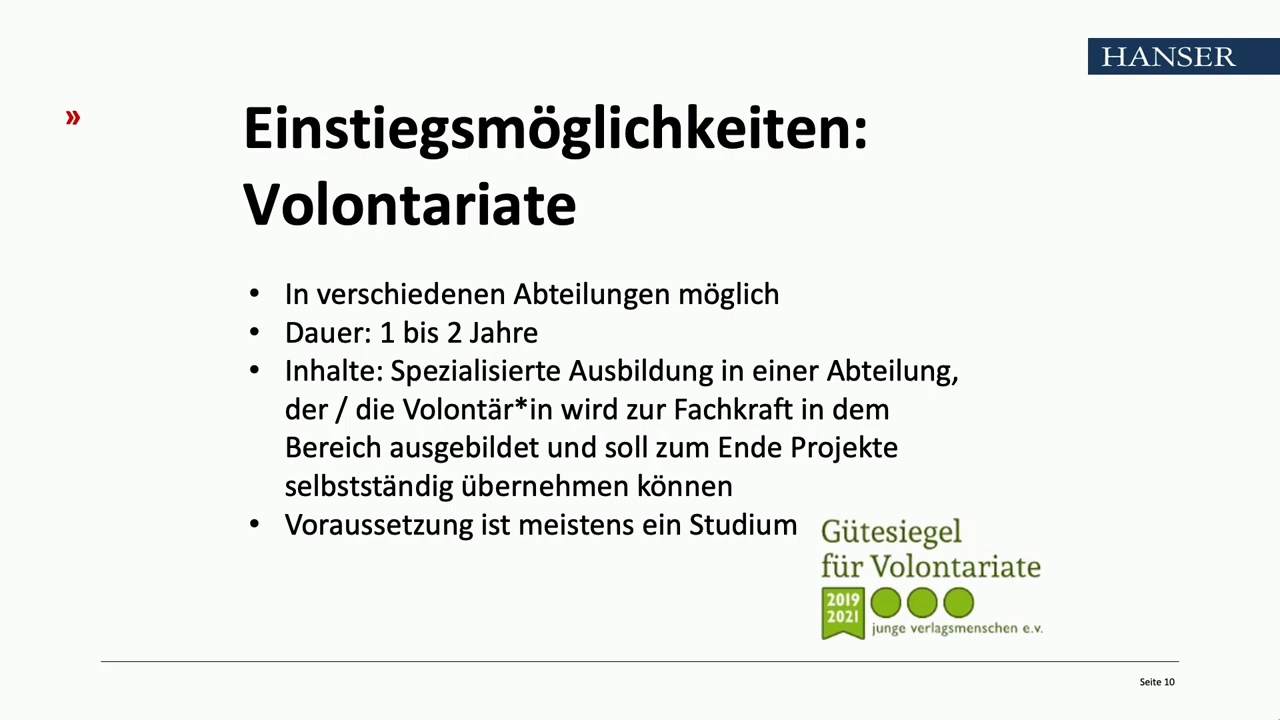 HANSER
»
Einstiegsmöglichkeiten:
Volontariate
• In verschiedenen Abteilungen möglich
• Dauer: 1 bis 2 Jahre
• Inhalte: Spezialisierte Ausbildung in einer Abteilung,
der / die Volontär*in wird zur Fachkraft in dem
Bereich ausgebildet und soll zum Ende Projekte
selbstständig übernehmen können
• Voraussetzung ist meistens ein Studium
Gütesiegel
für Volontariate
2019
2021
junge verlagsmenschen e.v.
Seite 10